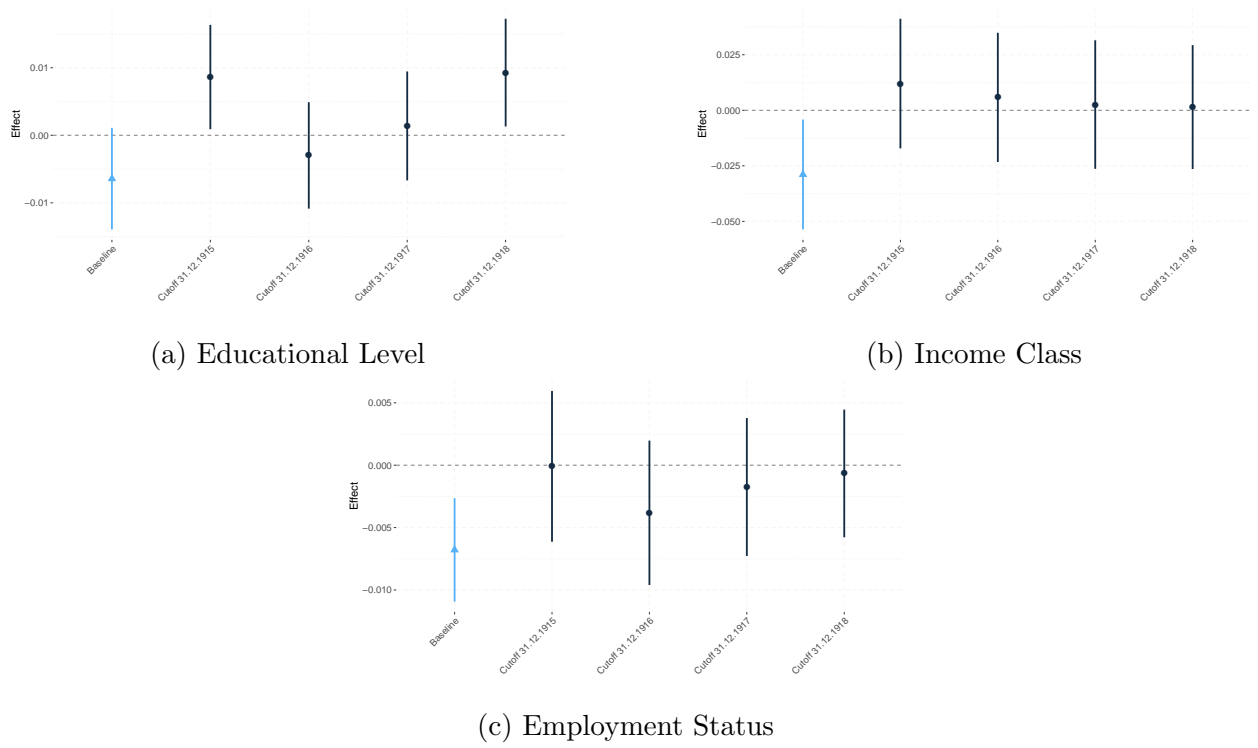 Effect
0.01
0.00
−0.01
Baseline
Cutoff 31.12.1915
Cutoff 31.12.1916
Cutoff 31.12.1917
Cutoff 31.12.1918
(a) Educational Level
Effect
0.025
0.000
−0.025
−0.050
Baseline
Cutoff 31.12.1915
Cutoff 31.12.1916
Cutoff 31.12.1917
Cutoff 31.12.1918
(b) Income Class
Effect
0.005
0.000
−0.005
−0.010
Baseline
Cutoff 31.12.1915
Cutoff 31.12.1916
Cutoff 31.12.1917
Cutoff 31.12.1918
(c) Employment Status